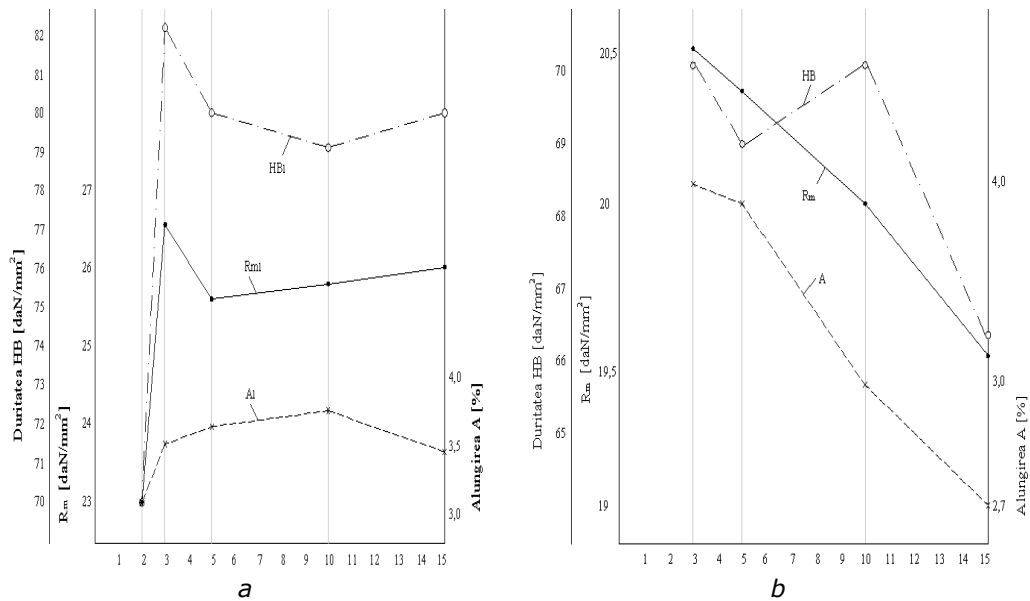 Duritatea HB [daN/mm²]
Rm [daN/mm²]
82
81
80
79
78
77
76
75
74
73
72
71
70
27
26
25
24
23
HB1
Rm1
A1
4,0
3,5
3,0
Alungirea A [%]
1 2 3 4 5 6 7 8 9 10 11 12 13 14 15
a
Duritatea HB [daN/mm²]
Rm [daN/mm²]
70
69
68
67
66
65
20,5
20
19,5
19
HB
Rm
A
4,0
3,0
2,7
Alungirea A [%]
1 2 3 4 5 6 7 8 9 10 11 12 13 14 15
b